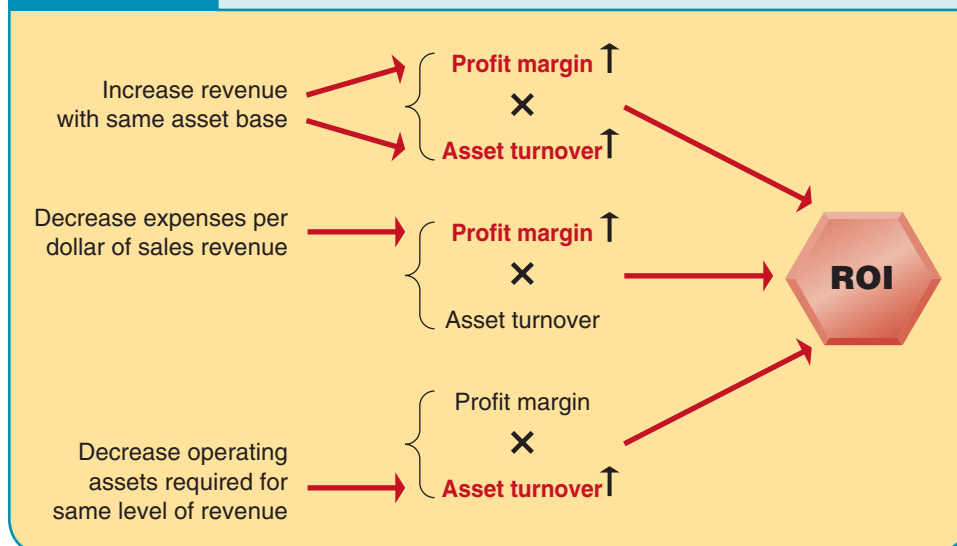 Increase revenue
with same asset base
Profit margin ↑
×
Asset turnover ↑
Decrease expenses per
dollar of sales revenue
Profit margin ↑
×
Asset turnover
ROI
Decrease operating
assets required for
same level of revenue
Profit margin
×
Asset turnover ↑